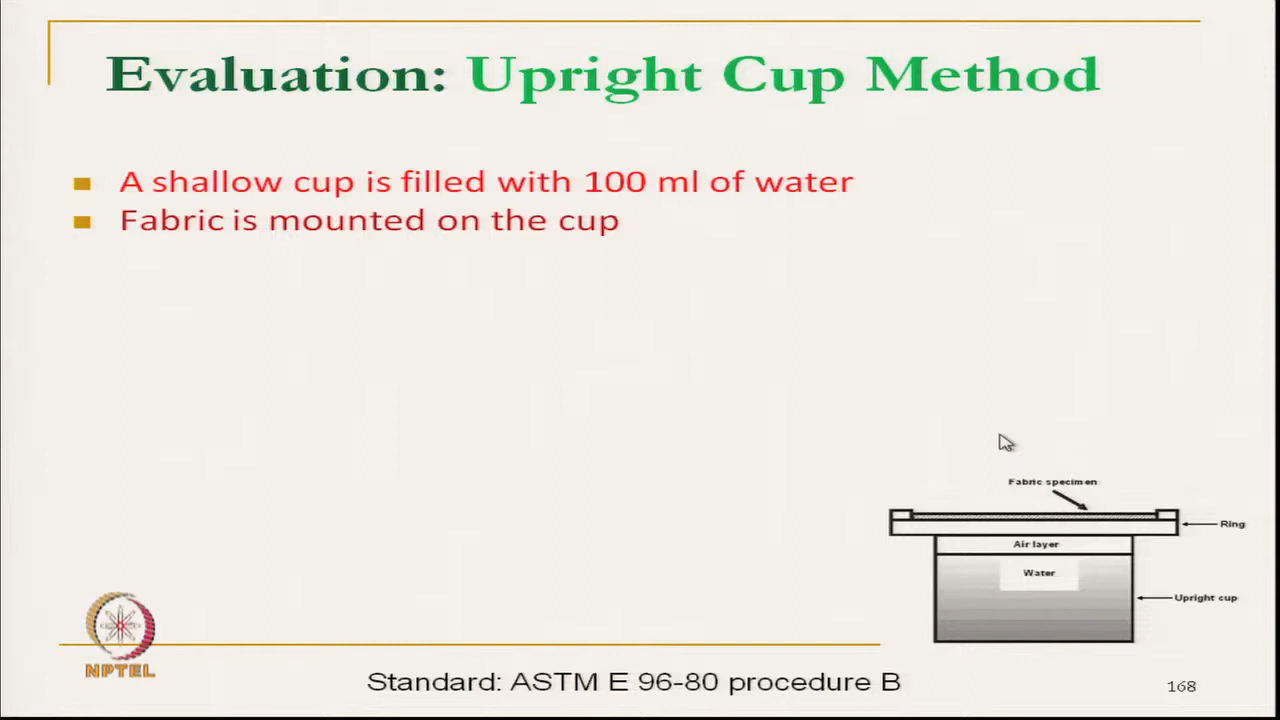 Evaluation: Upright Cup Method
A shallow cup is filled with 100 ml of water
Fabric is mounted on the cup
Fabric specimen
Ring
Air layer
Water
Upright cup
NPTEL
Standard: ASTM E 96-80 procedure B
168